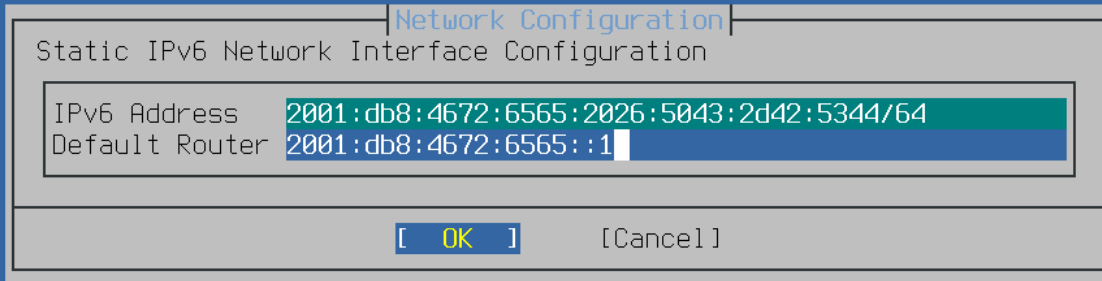 Network Configuration
Static IPv6 Network Interface Configuration
IPv6 Address 2001:db8:4672:6565:2026:5043:2d42:5344/64
Default Router 2001:db8:4672:6565::1
[ OK ] [Cancel]